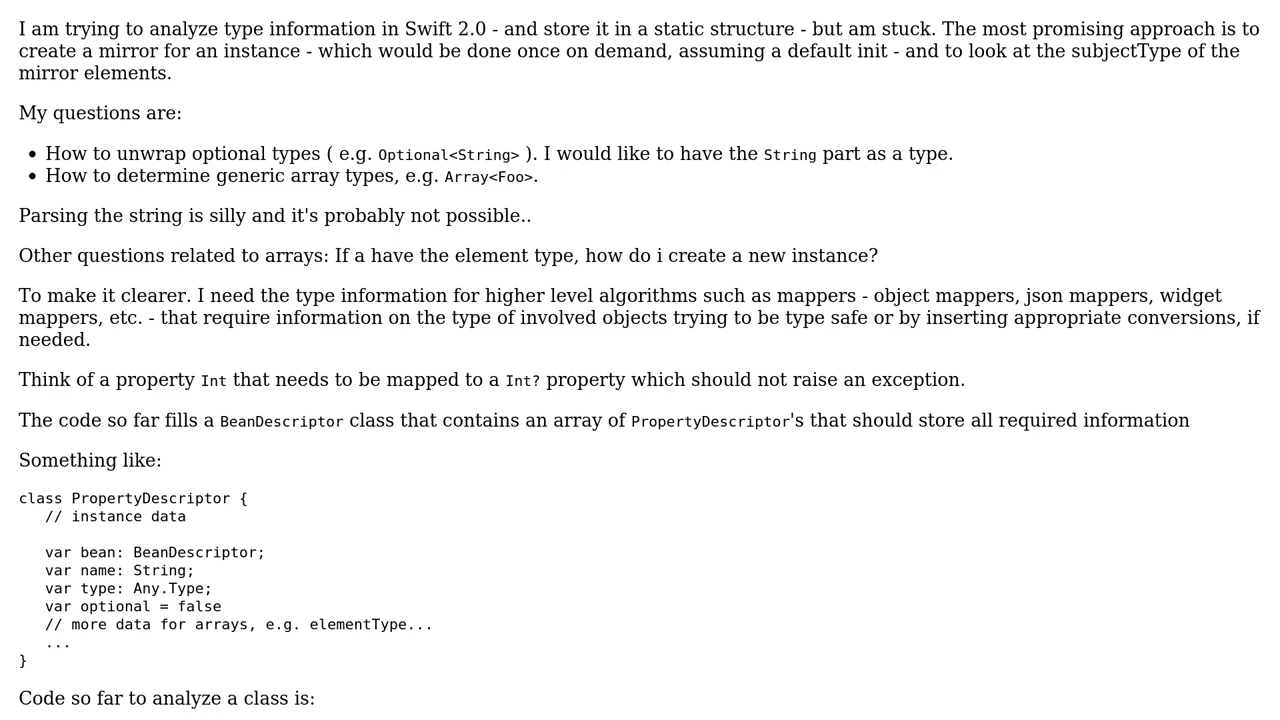 I am trying to analyze type information in Swift 2.0 - and store it in a static structure - but am stuck. The most promising approach is to
create a mirror for an instance - which would be done once on demand, assuming a default init - and to look at the subjectType of the
mirror elements.
My questions are:
• How to unwrap optional types ( e.g. Optional<String> ). I would like to have the String part as a type.
• How to determine generic array types, e.g. Array<Foo>.
Parsing the string is silly and it's probably not possible..
Other questions related to arrays: If a have the element type, how do i create a new instance?
To make it clearer. I need the type information for higher level algorithms such as mappers - object mappers, json mappers, widget
mappers, etc. - that require information on the type of involved objects trying to be type safe or by inserting appropriate conversions, if
needed.
Think of a property Int that needs to be mapped to a Int? property which should not raise an exception.
The code so far fills a BeanDescriptor class that contains an array of PropertyDescriptor's that should store all required information
Something like:
class PropertyDescriptor {
   // instance data
   var bean: BeanDescriptor;
   var name: String;
   var type: Any.Type;
   var optional = false
   // more data for arrays, e.g. elementType...
   ...
}
Code so far to analyze a class is: